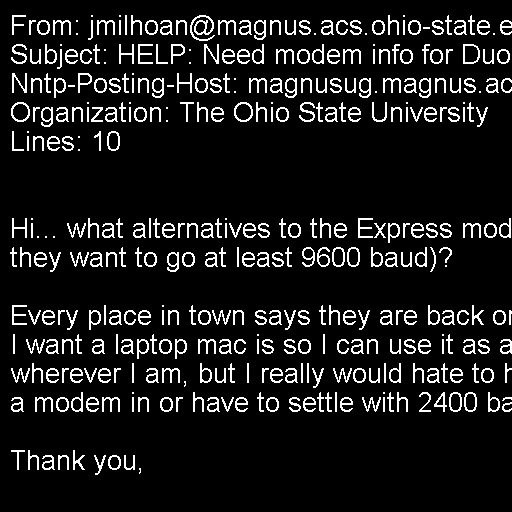 From: jmilhoan@magnus.acs.ohio-state.e
Subject: HELP: Need modem info for Duo
Nntp-Posting-Host: magnusug.magnus.ac
Organization: The Ohio State University
Lines: 10
Hi... what alternatives to the Express mod
they want to go at least 9600 baud)?
Every place in town says they are back or
I want a laptop mac is so I can use it as a
wherever I am, but I really would hate to h
a modem in or have to settle with 2400 ba
Thank you,